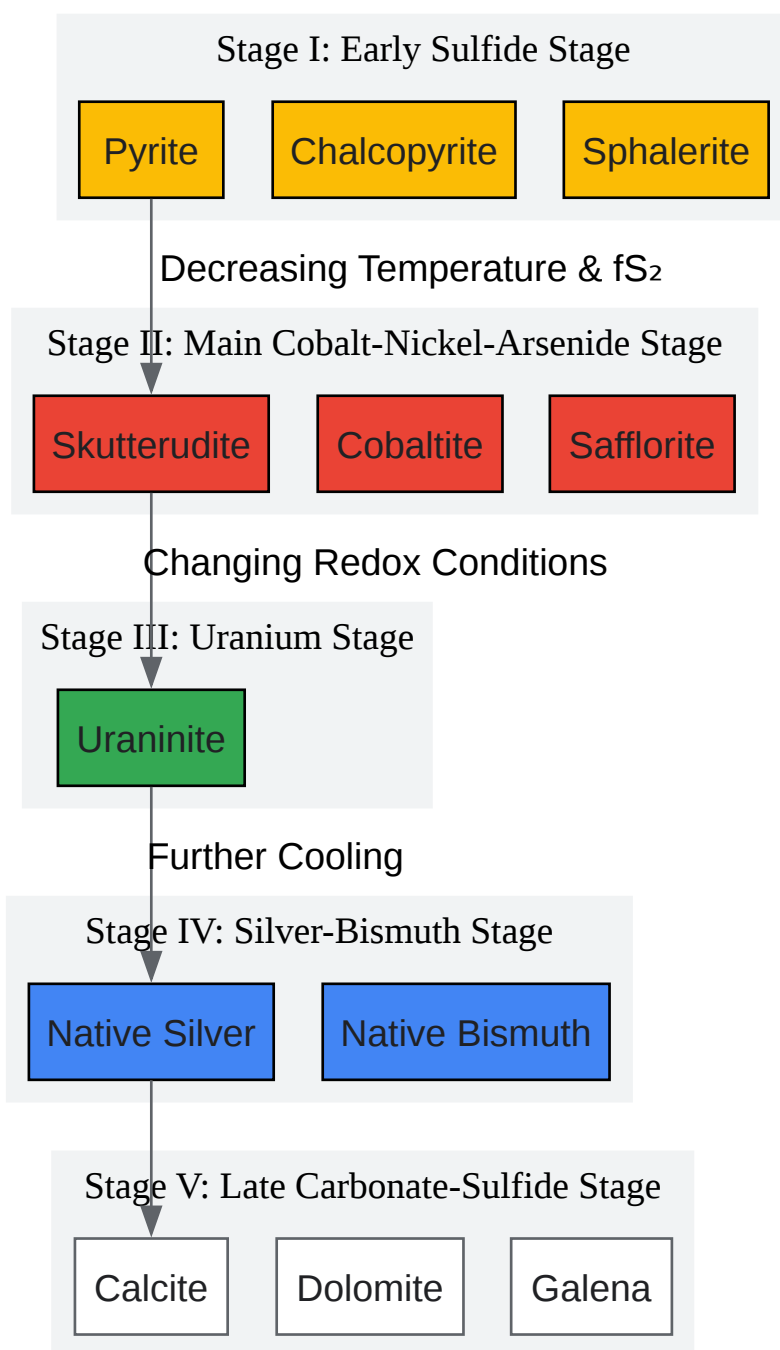 Stage I: Early Sulfide Stage
Pyrite
Chalcopyrite
Sphalerite
Decreasing Temperature & fS₂
Stage II: Main Cobalt-Nickel-Arsenide Stage
Skutterudite
Cobaltite
Safflorite
Changing Redox Conditions
Stage III: Uranium Stage
Uraninite
Further Cooling
Stage IV: Silver-Bismuth Stage
Native Silver
Native Bismuth
Stage V: Late Carbonate-Sulfide Stage
Calcite
Dolomite
Galena